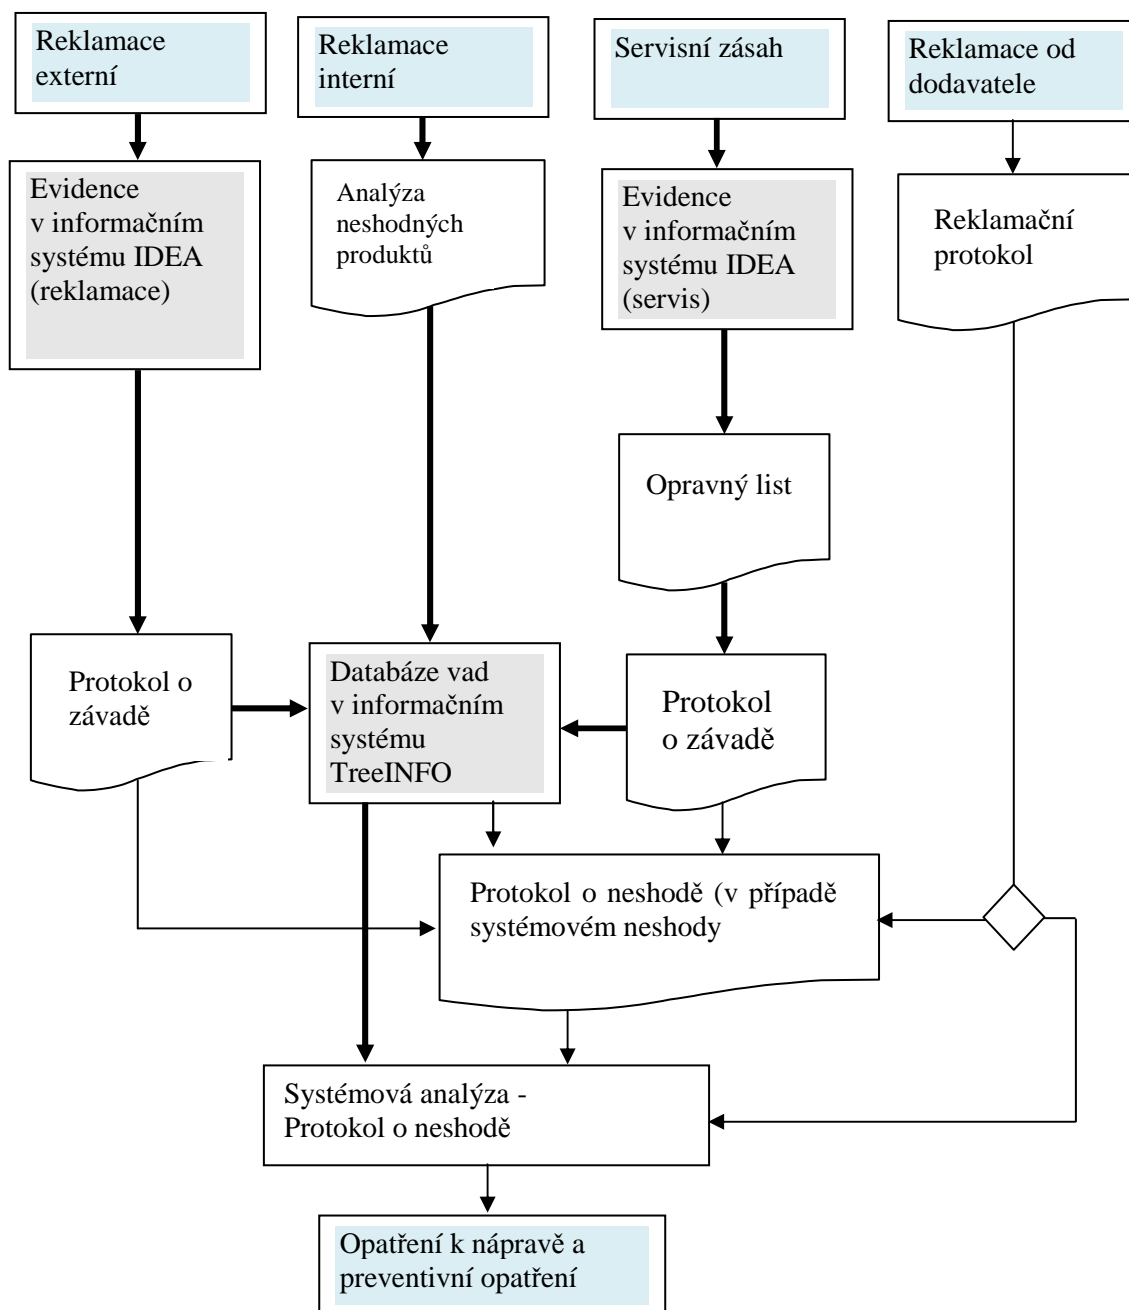 Reklamace
externí
Reklamace
interní
Servisní zásah
Reklamace od
dodavatele
Evidence
v informačním
systému IDEA
(reklamace)
Analýza
neshodných
produktů
Evidence
v informačním
systému IDEA
(servis)
Reklamační
protokol
Opravný list
Protokol o
závadě
Databáze vad
v informačním
systému
TreeINFO
Protokol
o závadě
Protokol o neshodě (v případě
systémovém neshody
Systémová analýza -
Protokol o neshodě
Opatření k nápravě a
preventivní opatření